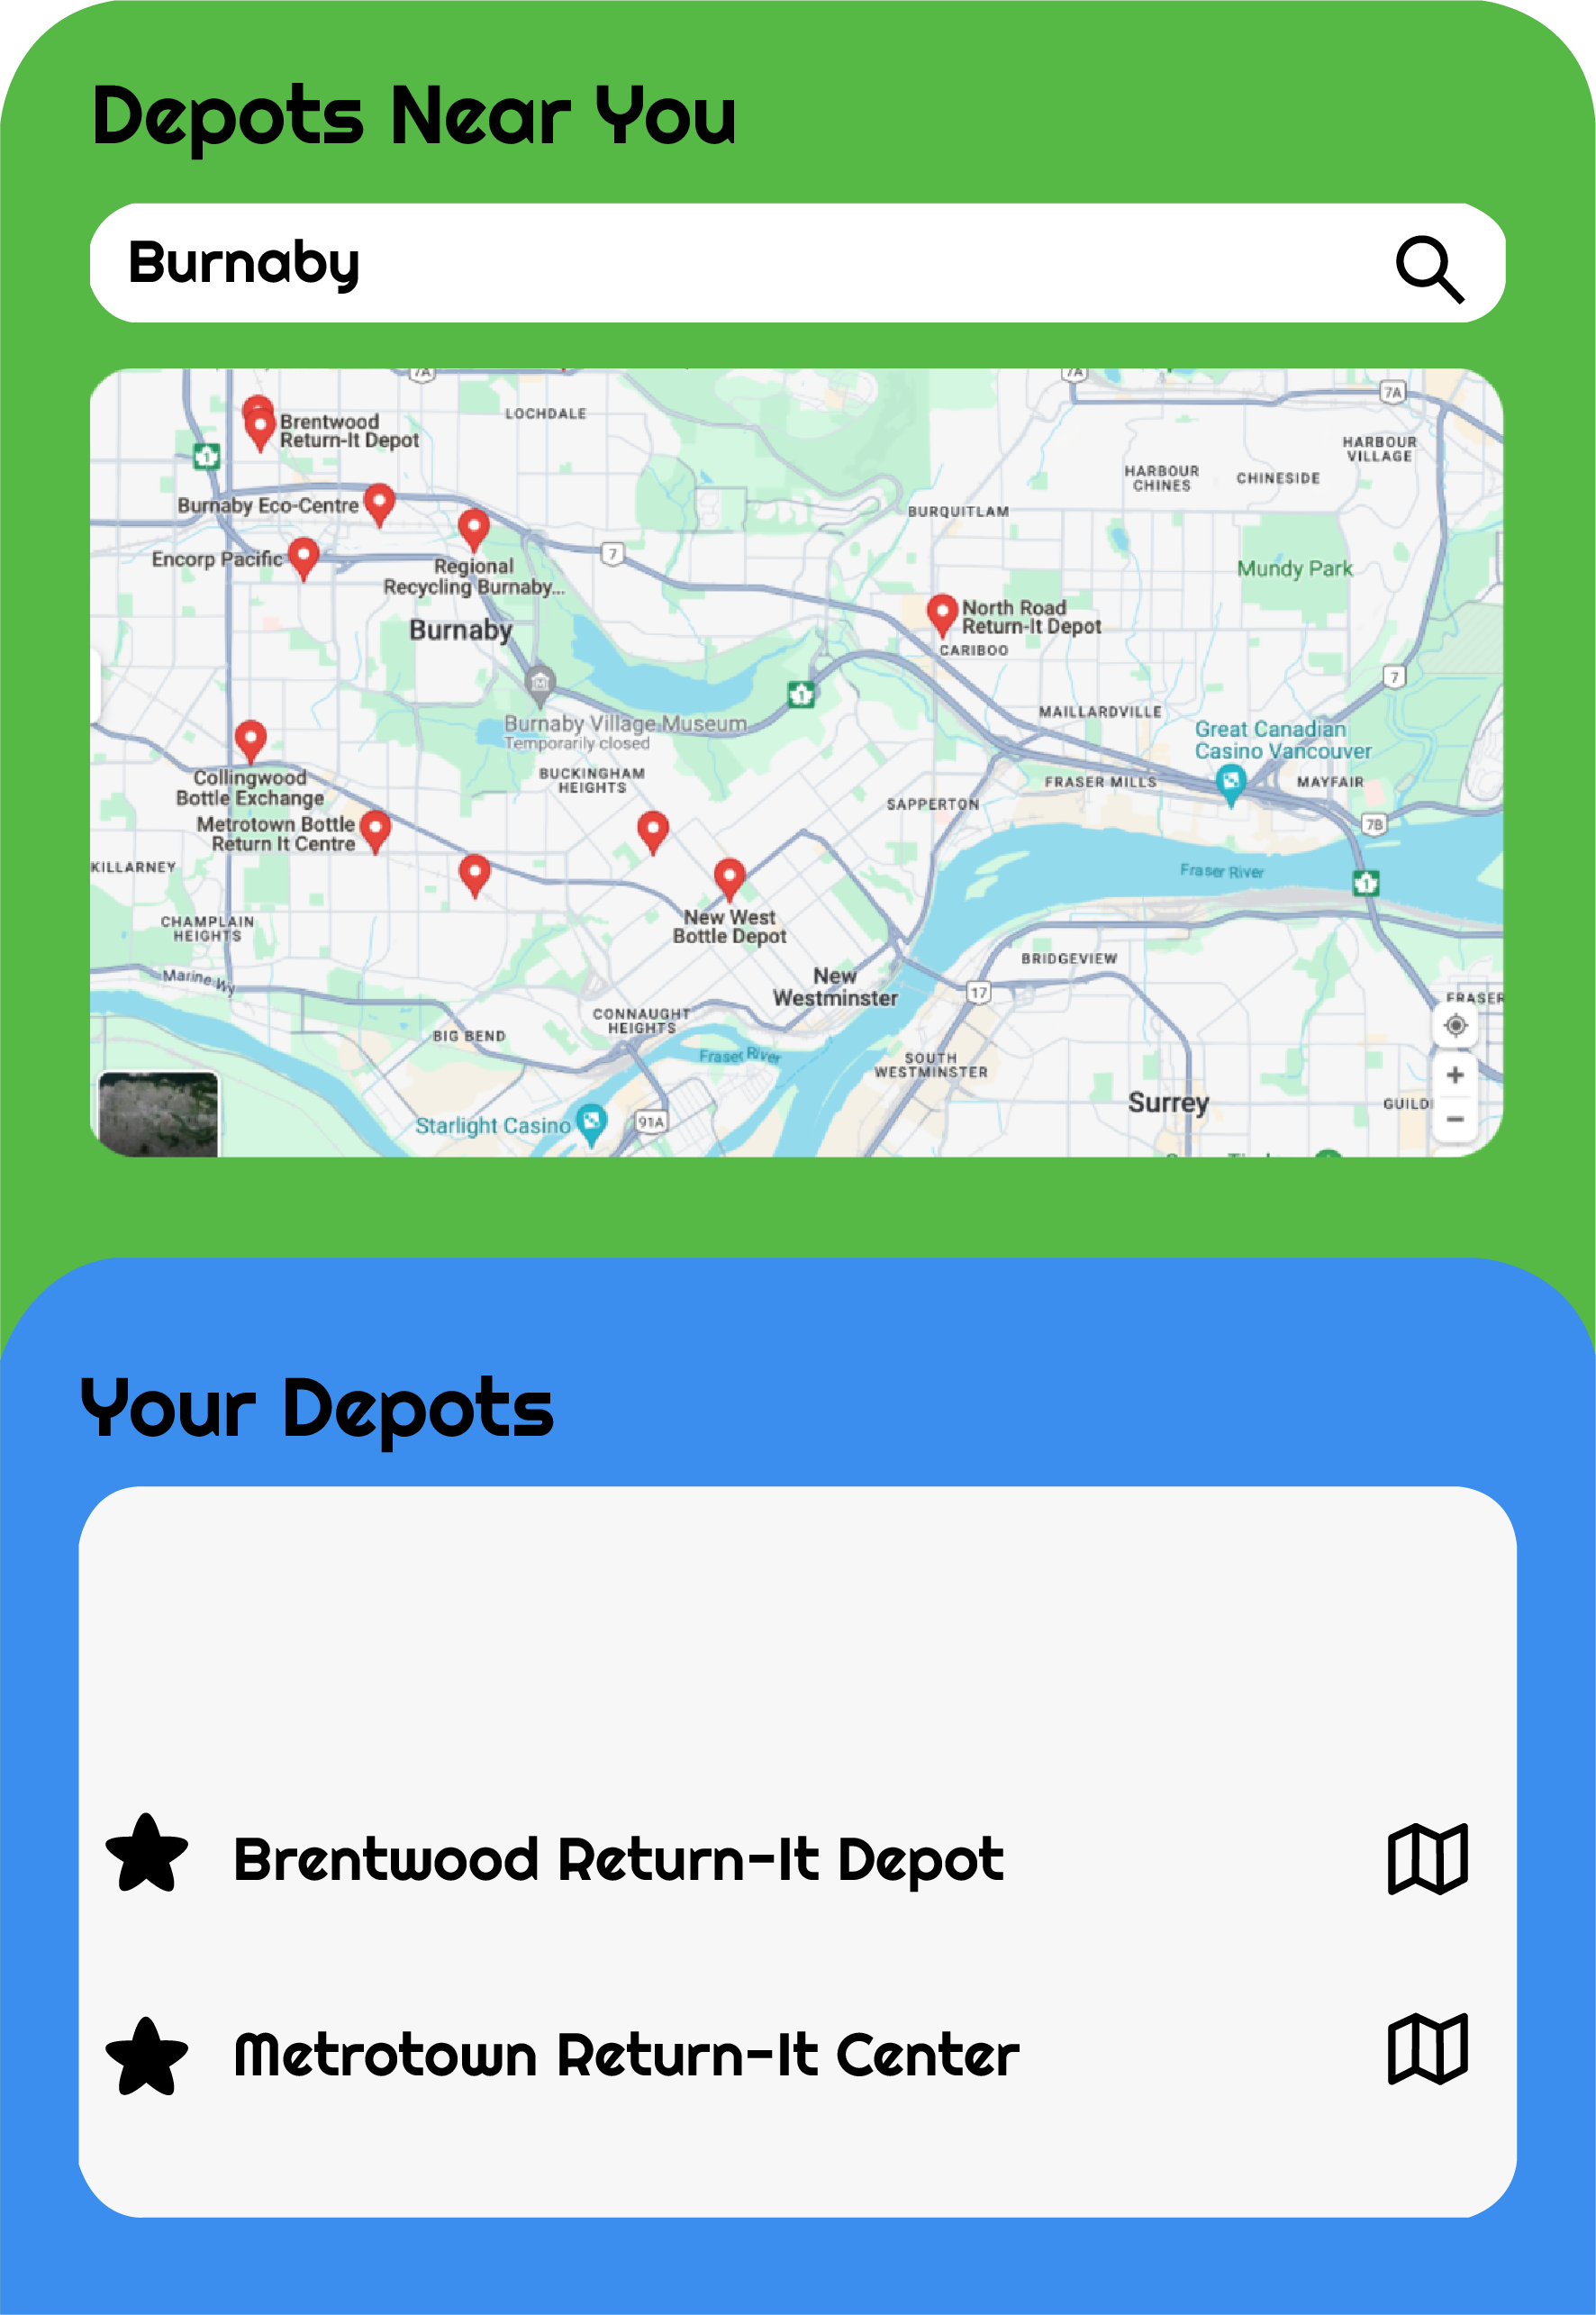 Depots Near You
Burnaby
7A
7A
7A
LOCHDALE
Brentwood
Return-It Depot
HARBOUR
VILLAGE
HARBOUR
CHINES
CHINESIDE
1
Burnaby Eco-Centre
BURQUITLAM
7
Encorp Pacific
Regional
Recycling Burnaby...
Mundy Park
North Road
Return-It Depot
Burnaby
CARIBOO
7
1
Burnaby Village Museum
Temporarily closed
MAILLARDVILLE
Great Canadian
Casino Vancouver
Collingwood
Bottle Exchange
BUCKINGHAM
HEIGHTS
FRASER MILLS
MAYFAIR
SAPPERTON
Metrotown Bottle
Return It Centre
7B
KILLARNEY
Fraser River
1
CHAMPLAIN
HEIGHTS
New West
Bottle Depot
Marine Wy
BRIDGEVIEW
New
Westminster
17
FRASER
CONNAUGHT
HEIGHTS
BIG BEND
Fraser River
SOUTH
WESTMINSTER
Surrey
GUILD
Starlight Casino
91A
Your Depots
Brentwood Return-It Depot
Metrotown Return-It Center